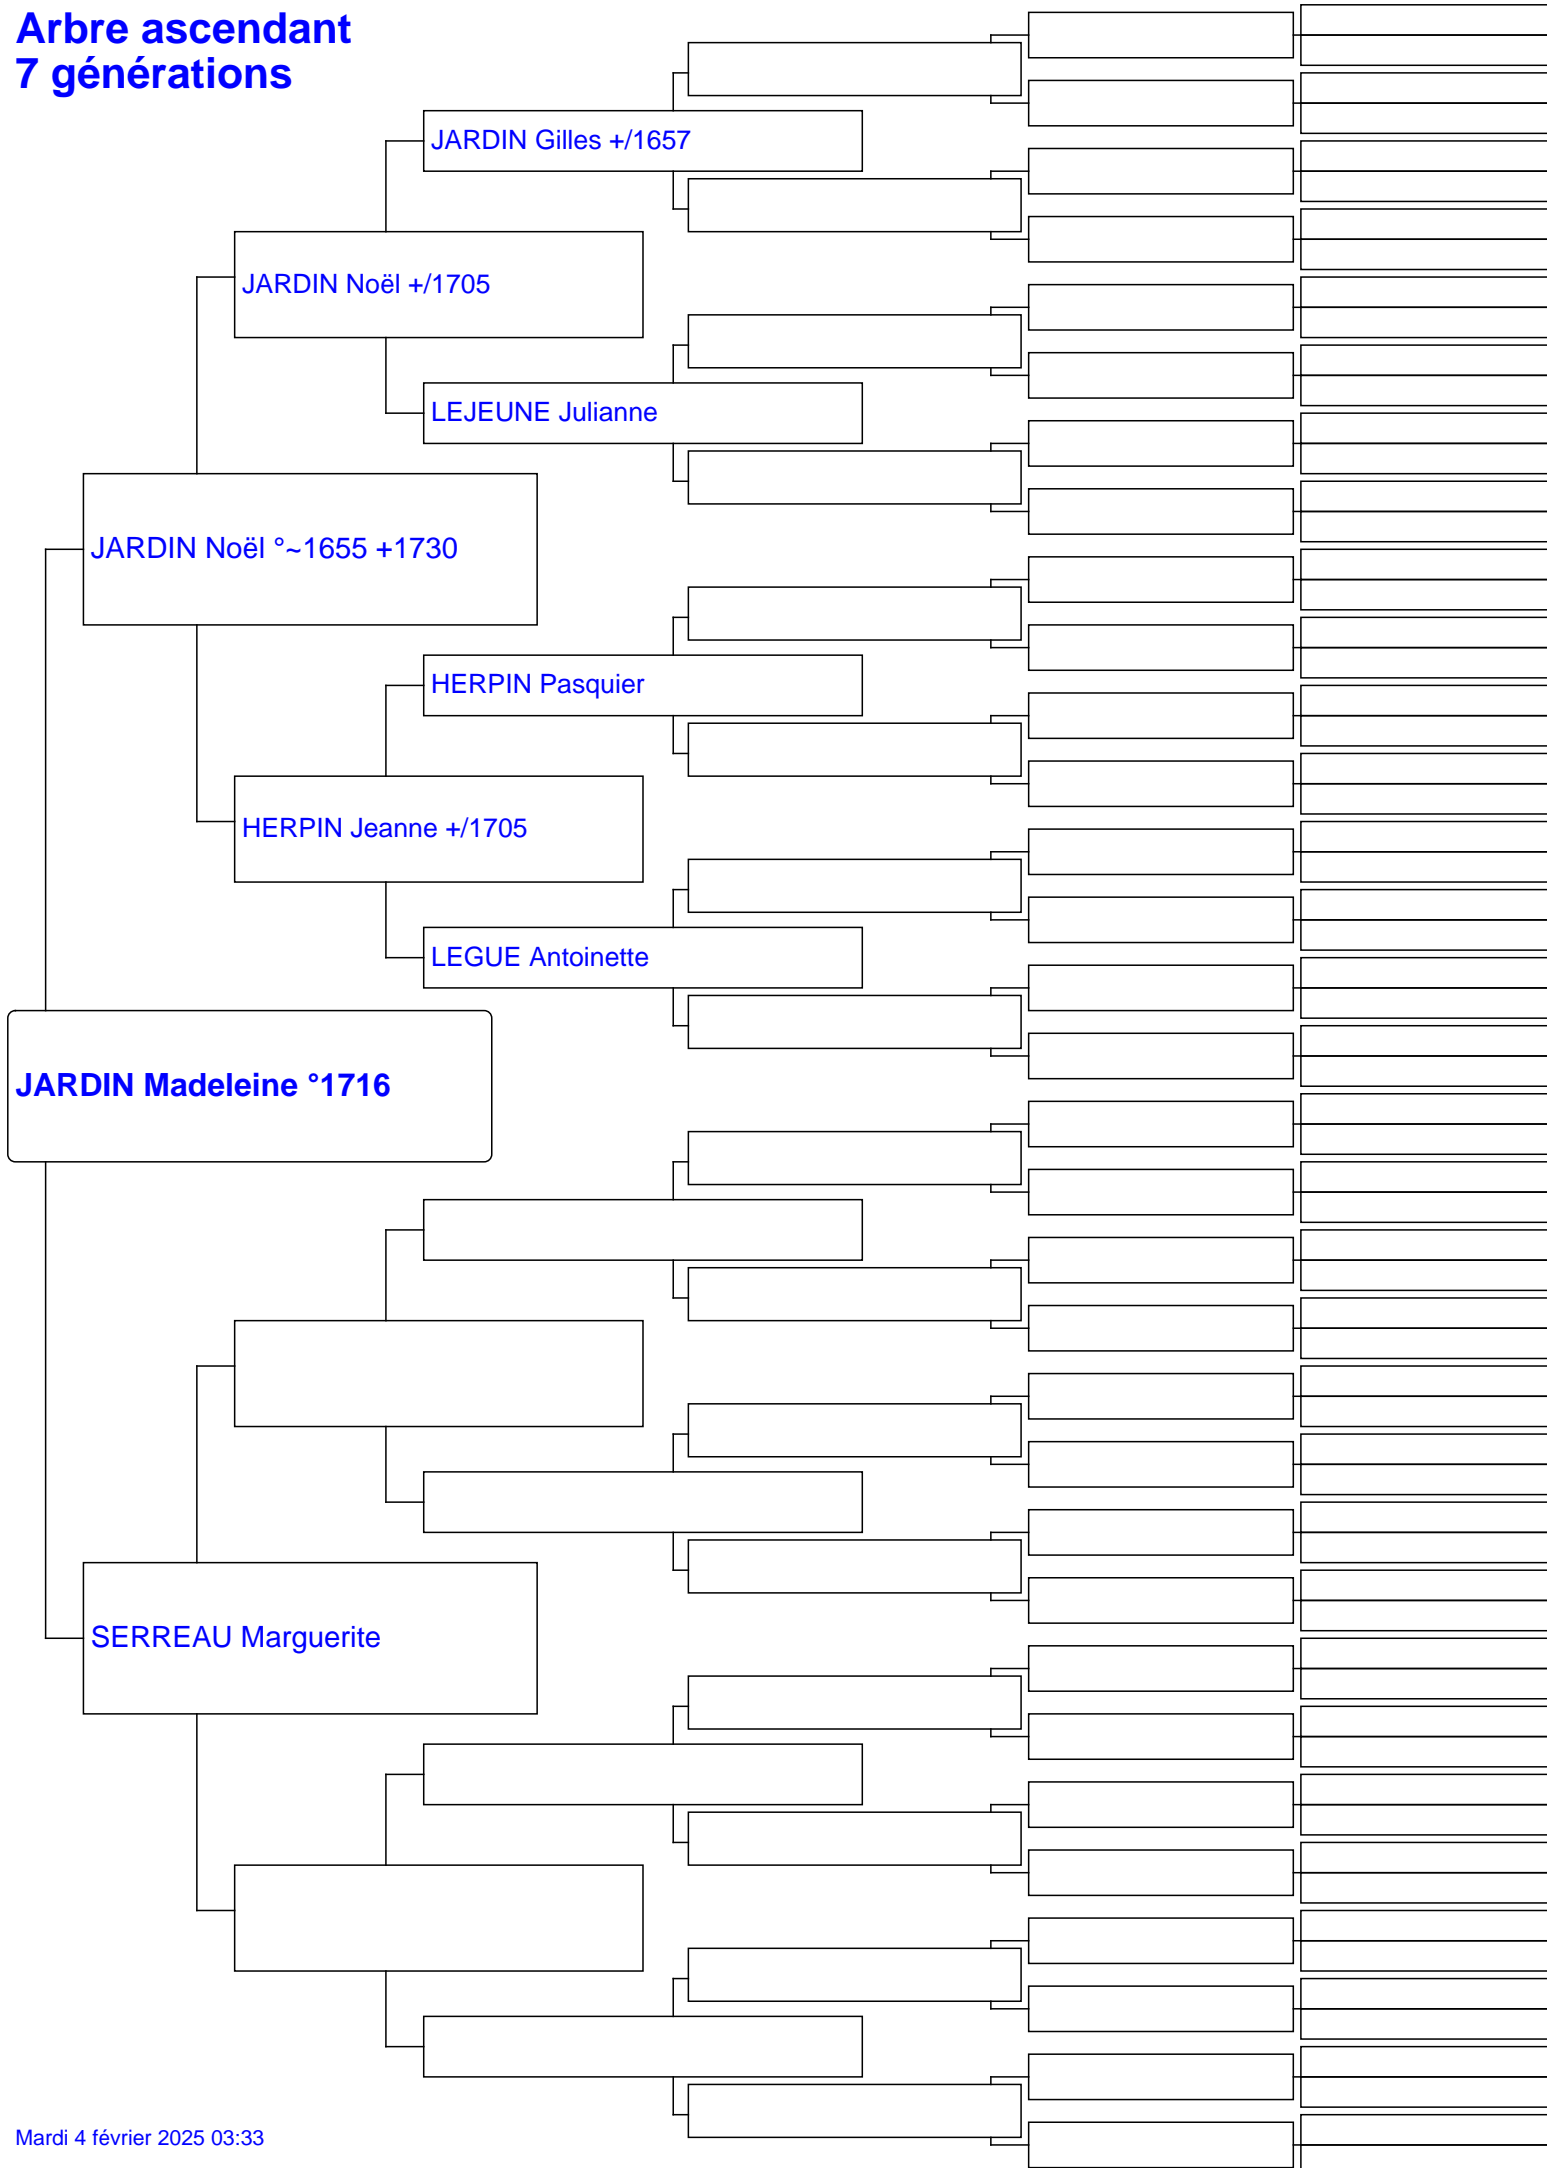 Arbre ascendant
7 générations
JARDIN Gilles +/1657
JARDIN Noël +/1705
LEJEUNE Julianne
JARDIN Noël °~1655 +1730
HERPIN Pasquier
HERPIN Jeanne +/1705
LEGUE Antoinette
JARDIN Madeleine °1716
SERREAU Marguerite
Mardi 4 février 2025 03:33